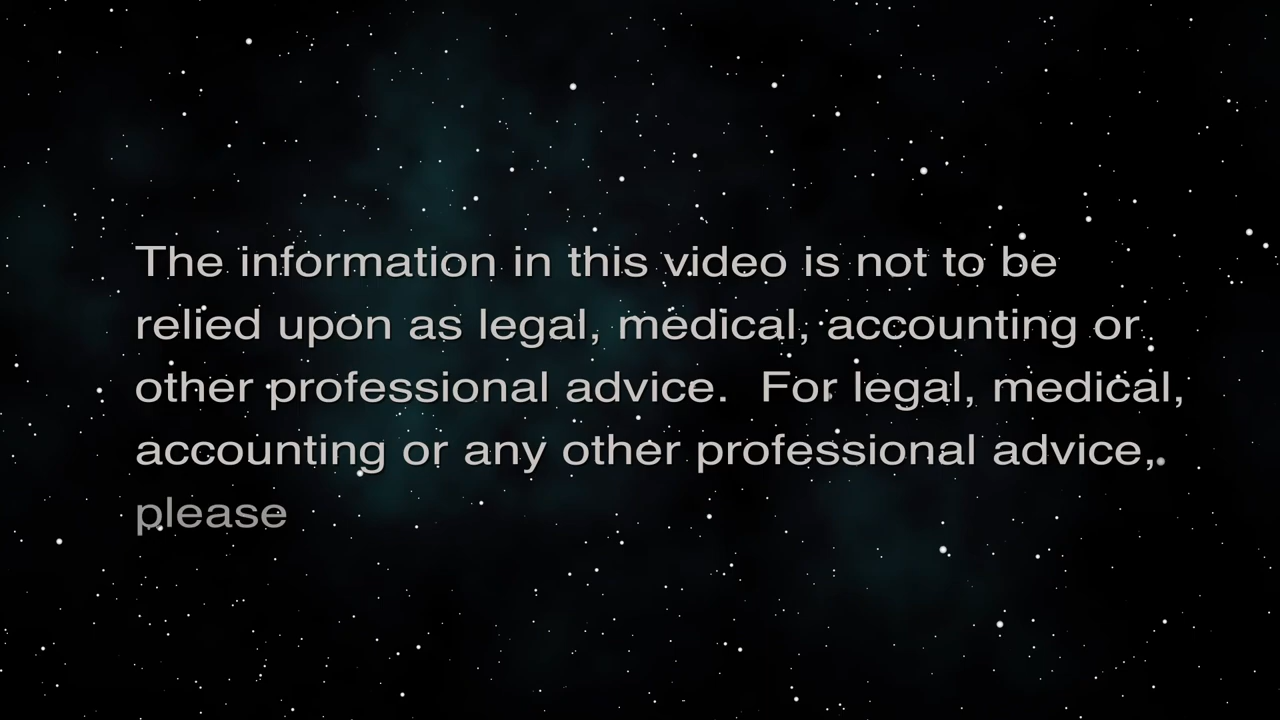 The information in this video is not to be
relied upon as legal, medical, accounting or
other professional advice.  For legal, medical,
accounting or any other professional advice,
please